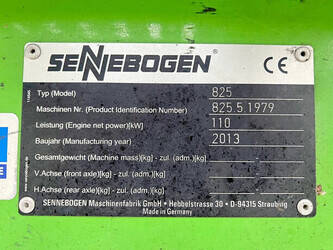 SENNEBOGEN® CE
Typ (Model) 825
Maschinen Nr. (Product Identification Number) 825.5.1979
Leistung (Engine net power) [kW] 110
Baujahr (Manufacturing year) 2013
Gesamtgewicht (Machine mass) [kg] - zul. (adm.) [kg]
V.Achse (front axle) [kg] - zul. (adm.) [kg]
H.Achse (rear axle) [kg] - zul. (adm.) [kg]
SENNEBOGEN Maschinenfabrik GmbH • Hebbelstrasse 30 • D-94315 Straubing
Made in Germany